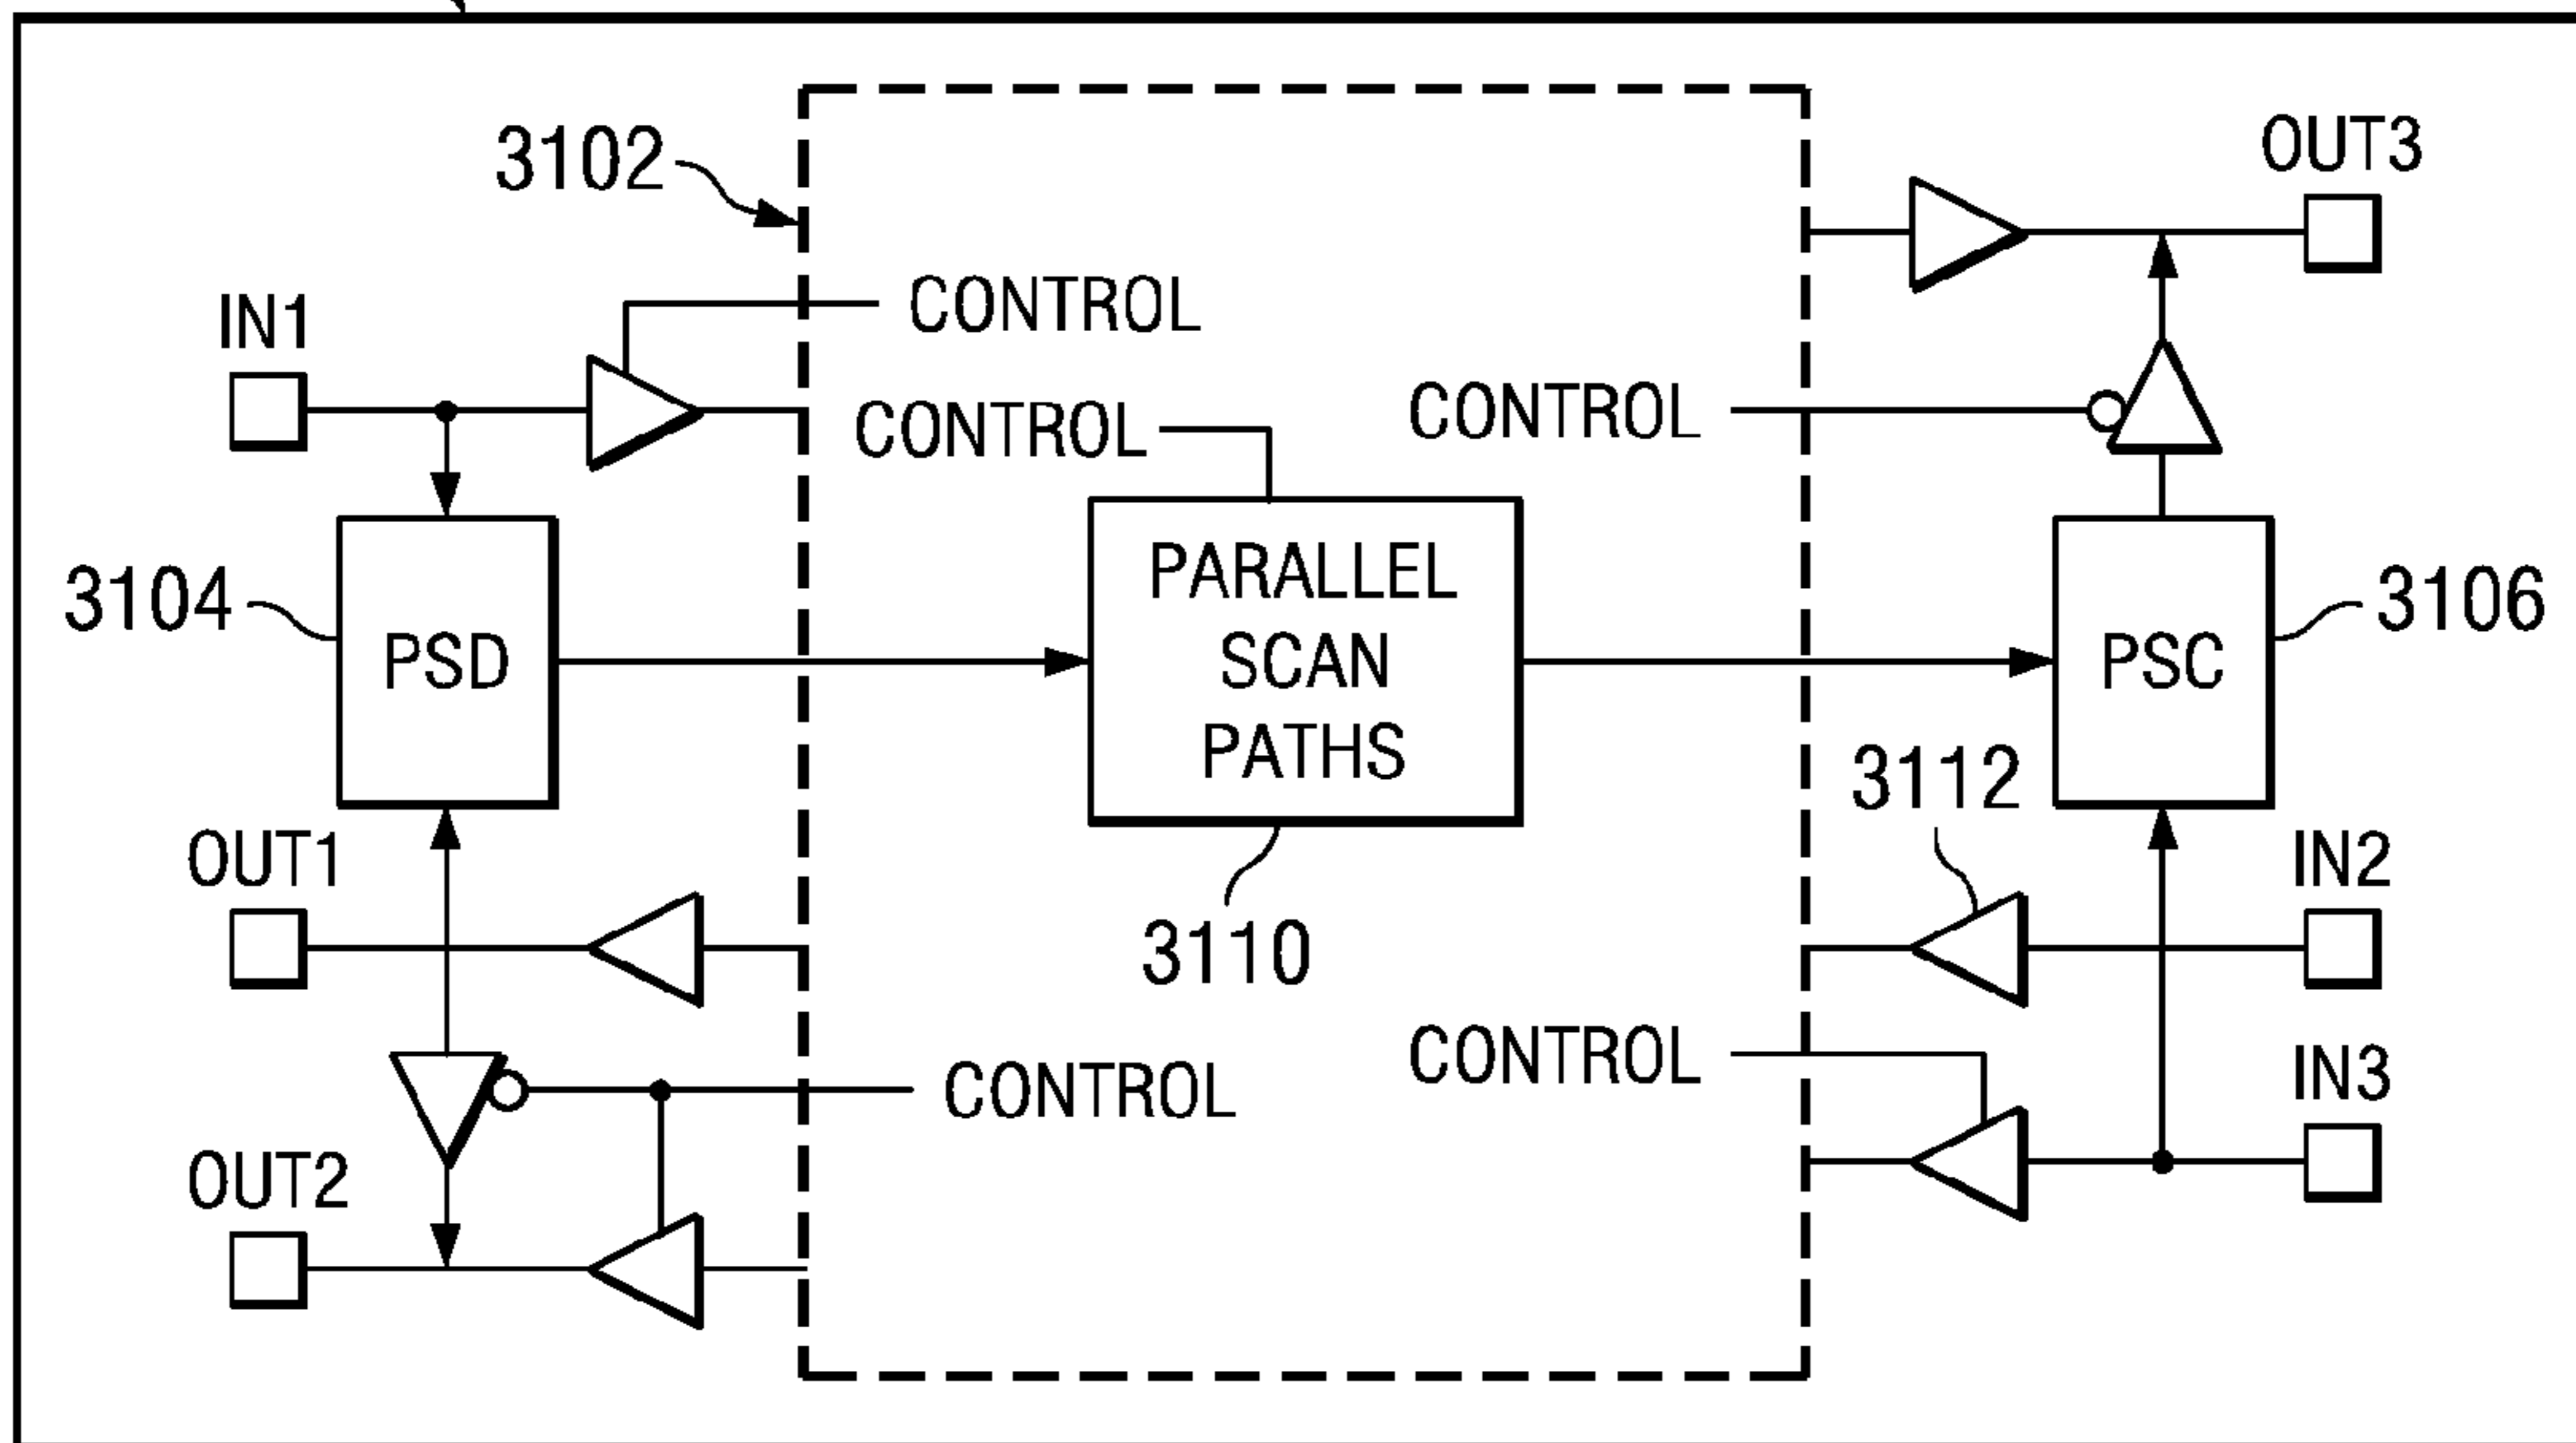 3102
OUT3
IN1
CONTROL
CONTROL
CONTROL
3104
PSD
PARALLEL
SCAN
PATHS
PSC
3106
3112
OUT1
3110
IN2
CONTROL
CONTROL
IN3
OUT2